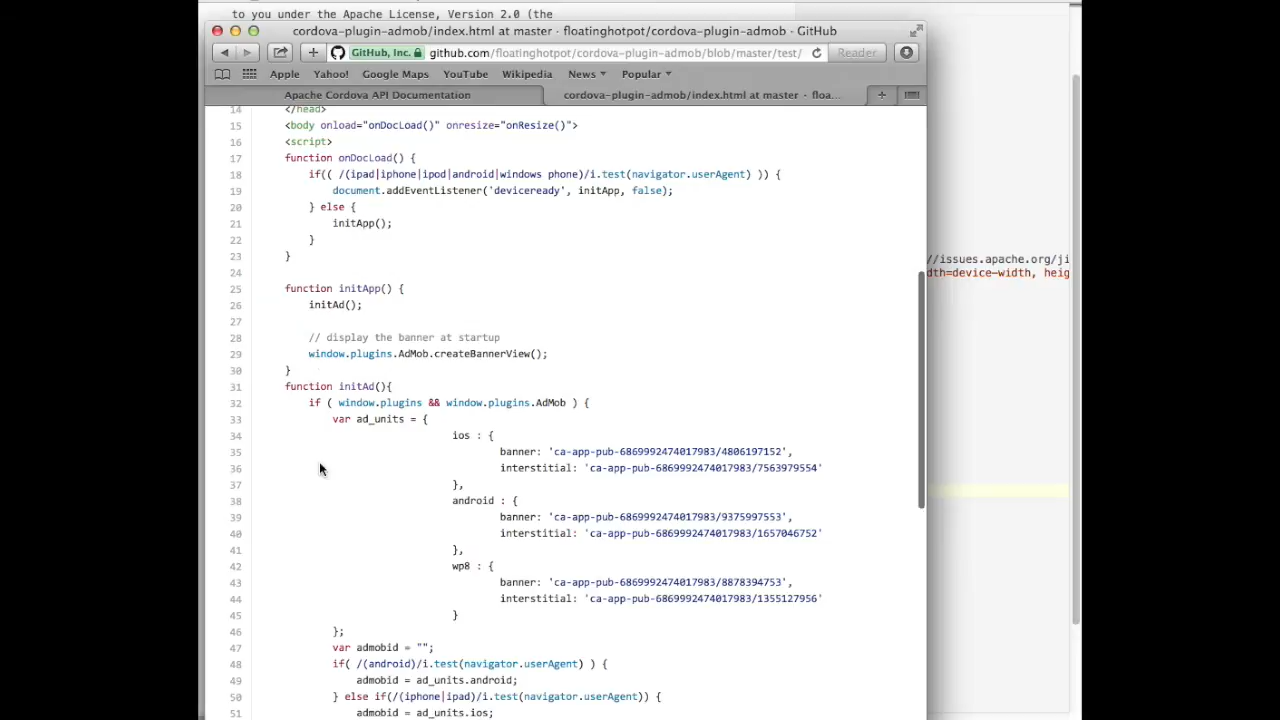 to you under the Apache License, Version 2.0 (the
cordova-plugin-admob/index.html at master · floatinghotpot/cordova-plugin-admob · GitHub
GitHub, Inc. github.com/floatinghotpot/cordova-plugin-admob/blob/master/test/ Reader
Apple Yahoo! Google Maps YouTube Wikipedia News Popular
Apache Cordova API Documentation
cordova-plugin-admob/index.html at master · floa...
14 </head>
15 <body onload="onDocLoad()" onresize="onResize()">
16 <script>
17 function onDocLoad() {
18 if(( /(ipad|iphone|ipod|android|windows phone)/i.test(navigator.userAgent) )) {
19 document.addEventListener('deviceready', initApp, false);
20 } else {
21 initApp();
22 }
23 }
24
25 function initApp() {
26 initAd();
27
28 // display the banner at startup
29 window.plugins.AdMob.createBannerView();
30 }
31 function initAd(){
32 if ( window.plugins && window.plugins.AdMob ) {
33 var ad_units = {
34 ios : {
35 banner: 'ca-app-pub-6869992474017983/4806197152',
36 interstitial: 'ca-app-pub-6869992474017983/7563979554'
37 },
38 android : {
39 banner: 'ca-app-pub-6869992474017983/9375997553',
40 interstitial: 'ca-app-pub-6869992474017983/1657046752'
41 },
42 wp8 : {
43 banner: 'ca-app-pub-6869992474017983/8878394753',
44 interstitial: 'ca-app-pub-6869992474017983/1355127956'
45 }
46 };
47 var admobid = "";
48 if( /(android)/i.test(navigator.userAgent) ) {
49 admobid = ad_units.android;
50 } else if(/(iphone|ipad)/i.test(navigator.userAgent)) {
51 admobid = ad_units.ios;
//issues.apache.org/ji
dth=device-width, heig